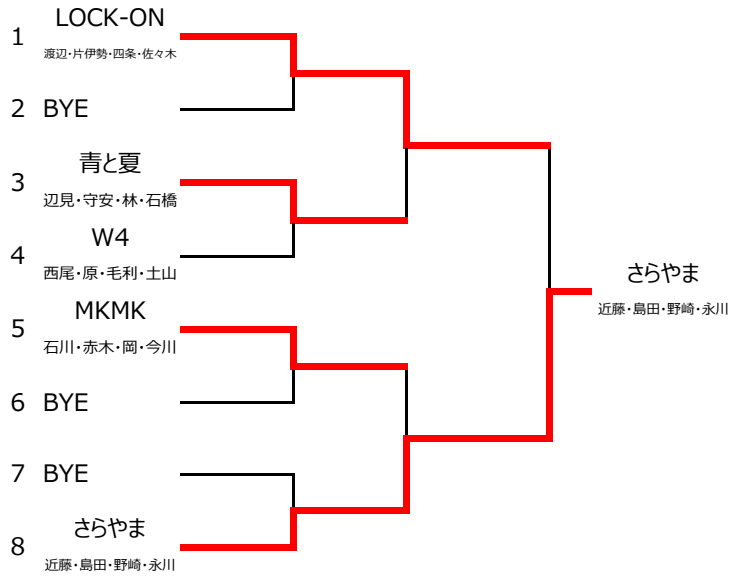 1 LOCK-ON
渡辺・片伊勢・四条・佐々木
2 BYE
3 青と夏
辺見・守安・林・石橋
4 W4
西尾・原・毛利・土山
5 MKMK
石川・赤木・岡・今川
6 BYE
7 BYE
8 さらやま
近藤・島田・野崎・永川
さらやま
近藤・島田・野崎・永川